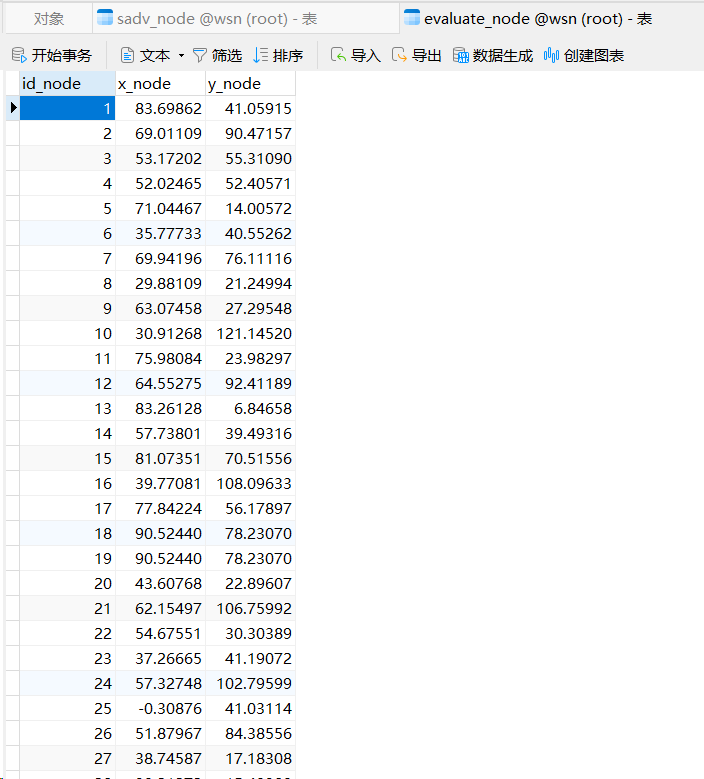 对象 sadv_node @wsn (root) - 表 evaluate_node @wsn (root) - 表
开始事务 文本 筛选 排序 导入 导出 数据生成 创建图表
id_node x_node y_node
1 83.69862 41.05915
2 69.01109 90.47157
3 53.17202 55.31090
4 52.02465 52.40571
5 71.04467 14.00572
6 35.77733 40.55262
7 69.94196 76.11116
8 29.88109 21.24994
9 63.07458 27.29548
10 30.91268 121.14520
11 75.98084 23.98297
12 64.55275 92.41189
13 83.26128 6.84658
14 57.73801 39.49316
15 81.07351 70.51556
16 39.77081 108.09633
17 77.84224 56.17897
18 90.52440 78.23070
19 90.52440 78.23070
20 43.60768 22.89607
21 62.15497 106.75992
22 54.67551 30.30389
23 37.26665 41.19072
24 57.32748 102.79599
25 -0.30876 41.03114
26 51.87967 84.38556
27 38.74587 17.18308